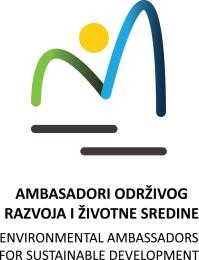 AMBASADORI ODRŽIVOG
RAZVOJA I ŽIVOTNE SREDINE
ENVIRONMENTAL AMBASSADORS
FOR SUSTAINABLE DEVELOPMENT